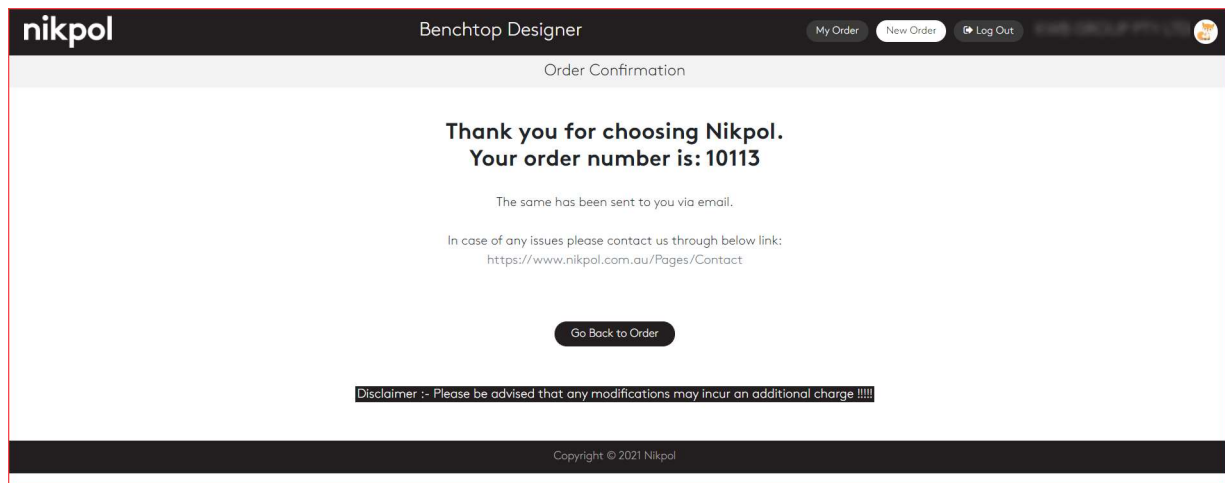 nikpol
Benchtop Designer
My Order
New Order
Log Out
Order Confirmation
Thank you for choosing Nikpol.
Your order number is: 10113
The same has been sent to you via email.
In case of any issues please contact us through below link:
https://www.nikpol.com.au/Pages/Contact
Go Back to Order
Disclaimer :- Please be advised that any modifications may incur an additional charge !!!!!
Copyright © 2021 Nikpol